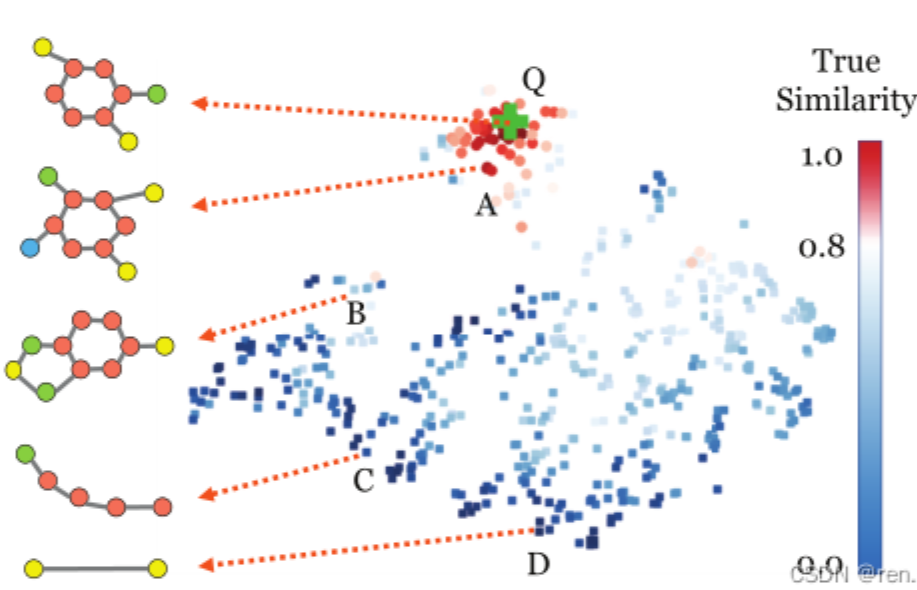 True
Similarity
Q
1.0
A
0.8
B
C
D
0.0
CSDN @ren.